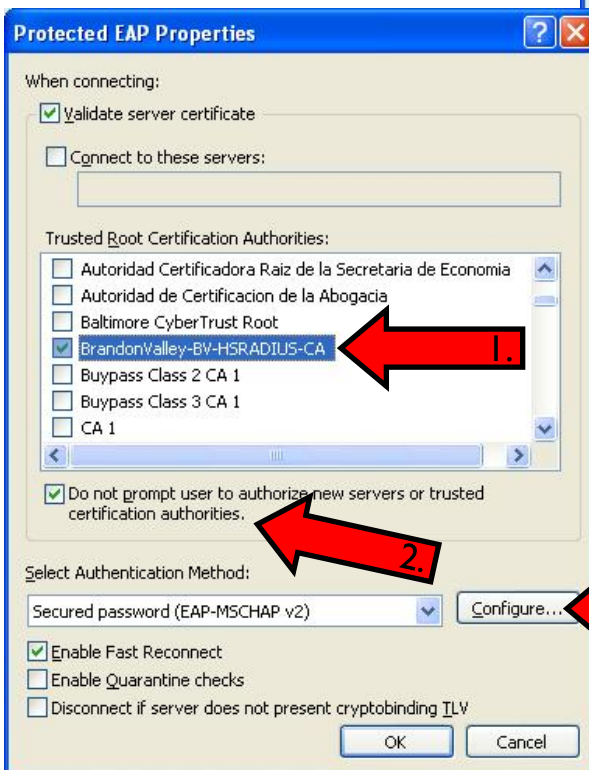 Protected EAP Properties
When connecting:
Validate server certificate
Connect to these servers:
Trusted Root Certification Authorities:
Autoridad Certificadora Raiz de la Secretaria de Economia
Autoridad de Certificacion de la Abogacia
Baltimore CyberTrust Root
BrandonValley-BV-HSRADIUS-CA
1.
Buypass Class 2 CA 1
Buypass Class 3 CA 1
CA 1
Do not prompt user to authorize new servers or trusted
certification authorities.
2.
Select Authentication Method:
Secured password (EAP-MSCHAP v2)
Configure...
Enable Fast Reconnect
Enable Quarantine checks
Disconnect if server does not present cryptobinding TLV
OK
Cancel